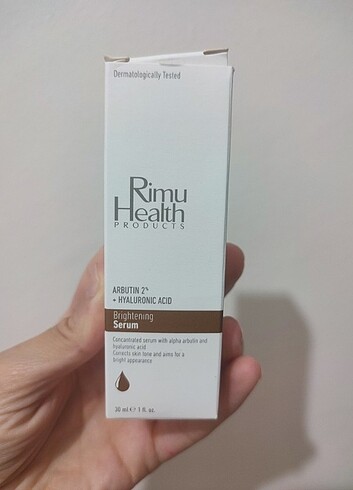 Dermatologically Tested
Rimu
Health
PRODUCTS
ARBUTIN 2%
+ HYALURONIC ACID
Brightening
Serum
Concentrated serum with alpha arbutin and
hyaluronic acid
Corrects skin tone and aims for a
bright appearance
30 ml e 1 fl. oz.